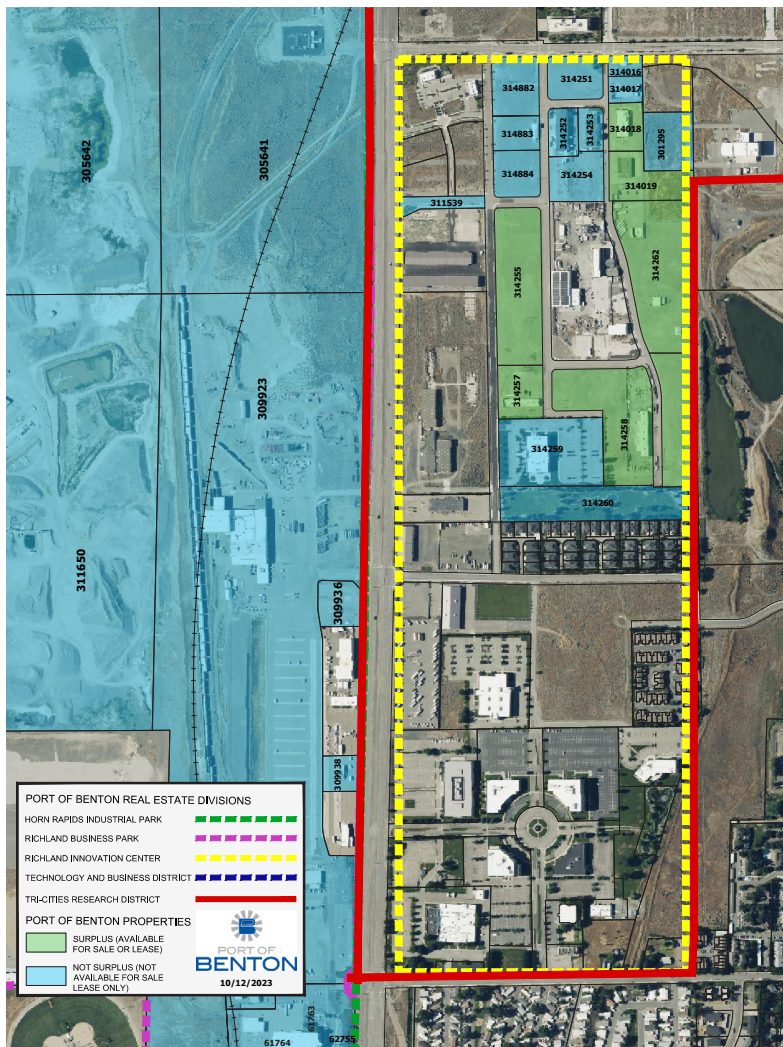 314016
314251
314882
314017
314252
314253
314883
314018
301295
305642
305641
314884
314254
314019
311539
314255
314262
309923
314257
314258
314259
314260
311650
309936
309938
PORT OF BENTON REAL ESTATE DIVISIONS
HORN RAPIDS INDUSTRIAL PARK
RICHLAND BUSINESS PARK
RICHLAND INNOVATION CENTER
TECHNOLOGY AND BUSINESS DISTRICT
TRI-CITIES RESEARCH DISTRICT
PORT OF BENTON PROPERTIES
SURPLUS (AVAILABLE
FOR SALE OR LEASE)
NOT SURPLUS (NOT
AVAILABLE FOR SALE
LEASE ONLY)
PORT OF
BENTON
10/12/2023
61763
61764
62755